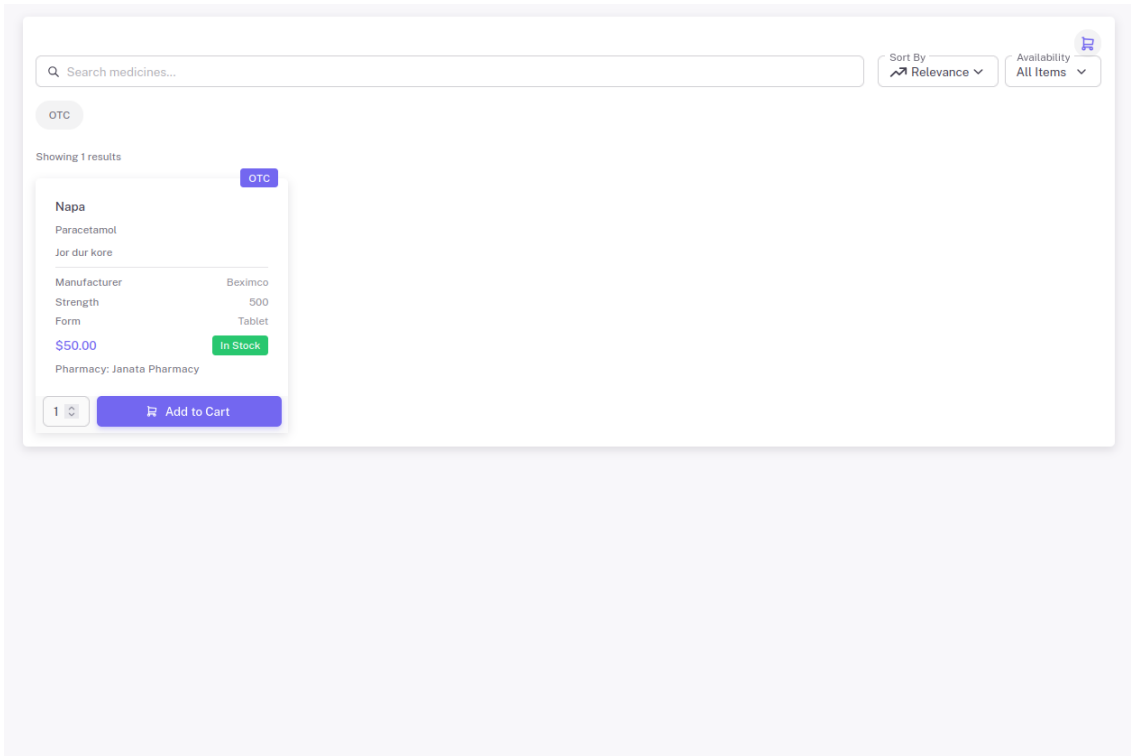 Search medicines...
Sort By
Relevance
Availability
All Items
OTC
Showing 1 results
OTC
Napa
Paracetamol
Jor dur kore
Manufacturer Beximco
Strength 500
Form Tablet
$50.00 In Stock
Pharmacy: Janata Pharmacy
1 Add to Cart